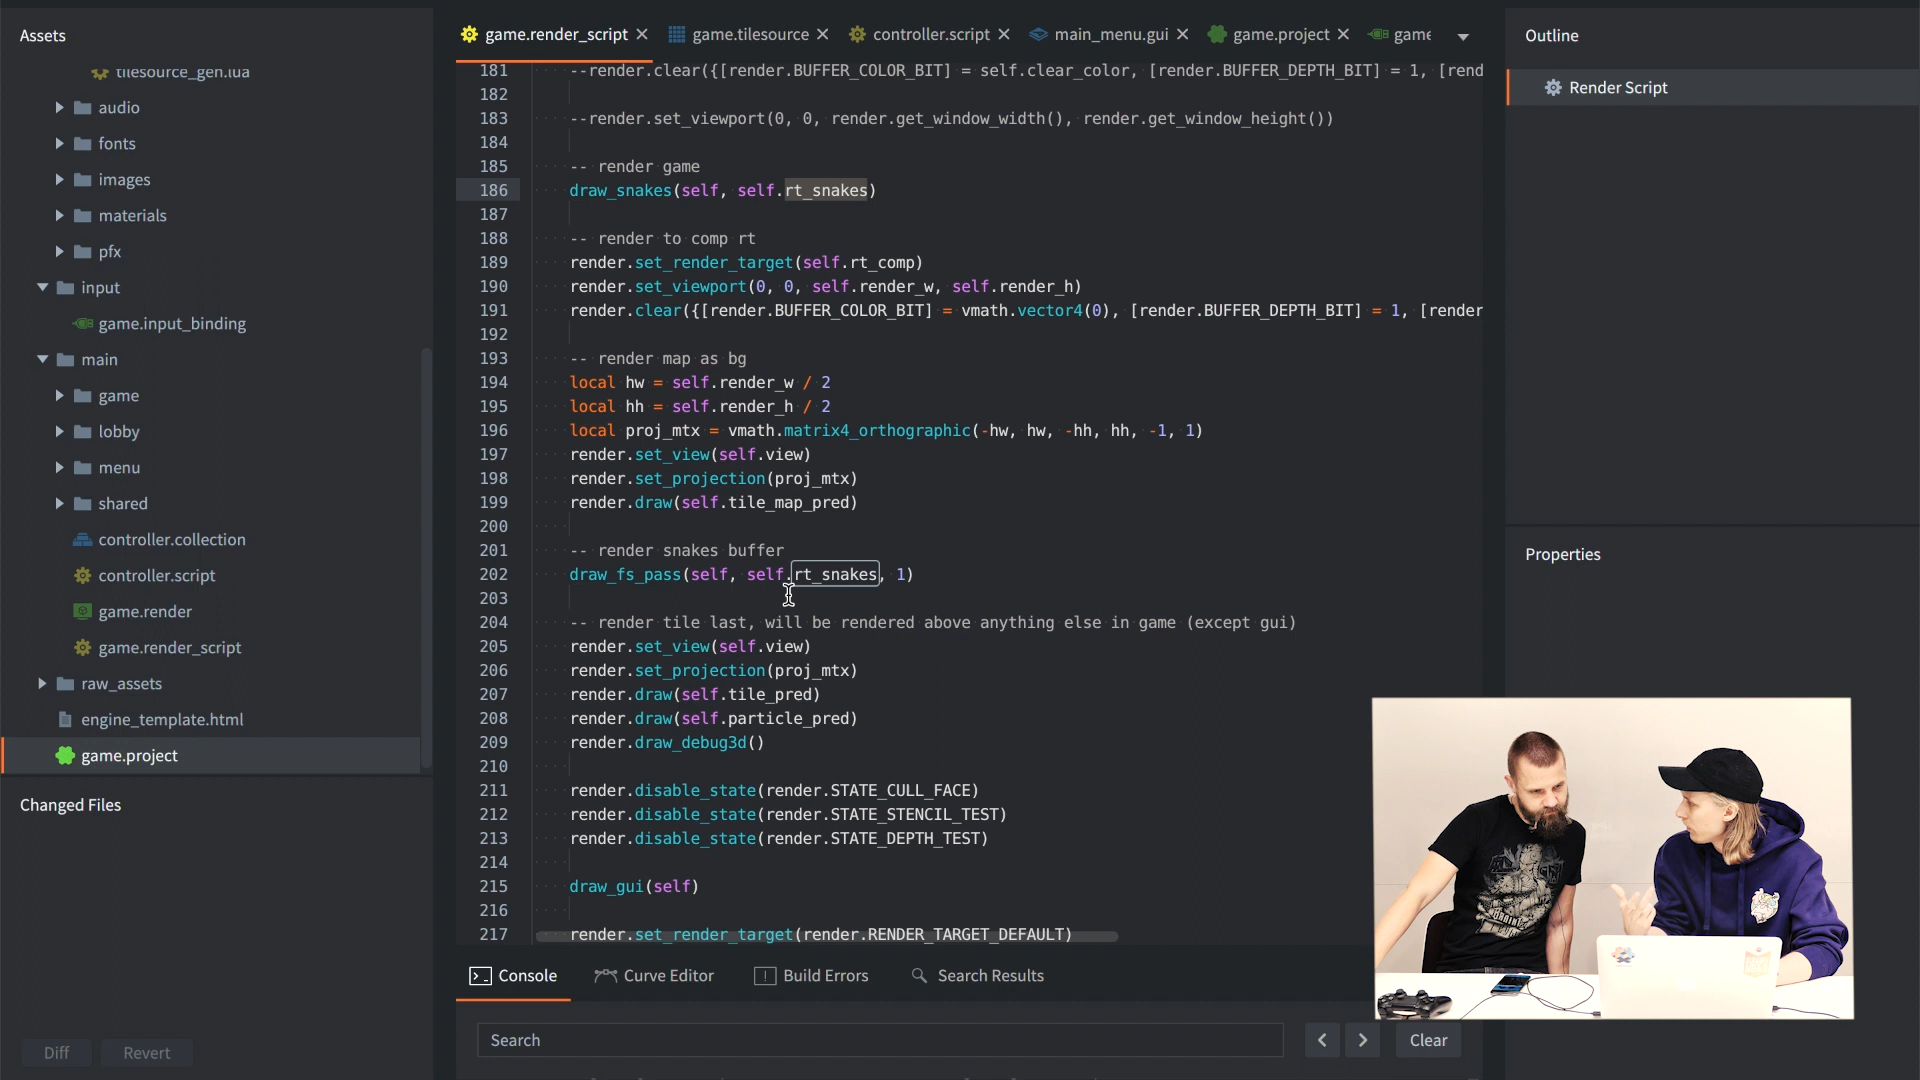 Assets
tilesource_gen.lua
audio
fonts
images
materials
pfx
input
game.input_binding
main
game
lobby
menu
shared
controller.collection
controller.script
game.render
game.render_script
raw_assets
engine_template.html
game.project
Changed Files
Diff
Revert
game.render_script
game.tilesource
controller.script
main_menu.gui
game.project
game
181 --render.clear({[render.BUFFER_COLOR_BIT] = self.clear_color, [render.BUFFER_DEPTH_BIT] = 1, [rend
182
183 --render.set_viewport(0, 0, render.get_window_width(), render.get_window_height())
184
185 -- render game
186 draw_snakes(self, self.rt_snakes)
187
188 -- render to comp rt
189 render.set_render_target(self.rt_comp)
190 render.set_viewport(0, 0, self.render_w, self.render_h)
191 render.clear({[render.BUFFER_COLOR_BIT] = vmath.vector4(0), [render.BUFFER_DEPTH_BIT] = 1, [render
192
193 -- render map as bg
194 local hw = self.render_w / 2
195 local hh = self.render_h / 2
196 local proj_mtx = vmath.matrix4_orthographic(-hw, hw, -hh, hh, -1, 1)
197 render.set_view(self.view)
198 render.set_projection(proj_mtx)
199 render.draw(self.tile_map_pred)
200
201 -- render snakes buffer
202 draw_fs_pass(self, self.rt_snakes, 1)
203
204 -- render tile last, will be rendered above anything else in game (except gui)
205 render.set_view(self.view)
206 render.set_projection(proj_mtx)
207 render.draw(self.tile_pred)
208 render.draw(self.particle_pred)
209 render.draw_debug3d()
210
211 render.disable_state(render.STATE_CULL_FACE)
212 render.disable_state(render.STATE_STENCIL_TEST)
213 render.disable_state(render.STATE_DEPTH_TEST)
214
215 draw_gui(self)
216
217 render.set_render_target(render.RENDER_TARGET_DEFAULT)
Console
Curve Editor
Build Errors
Search Results
Search
Clear
Outline
Render Script
Properties